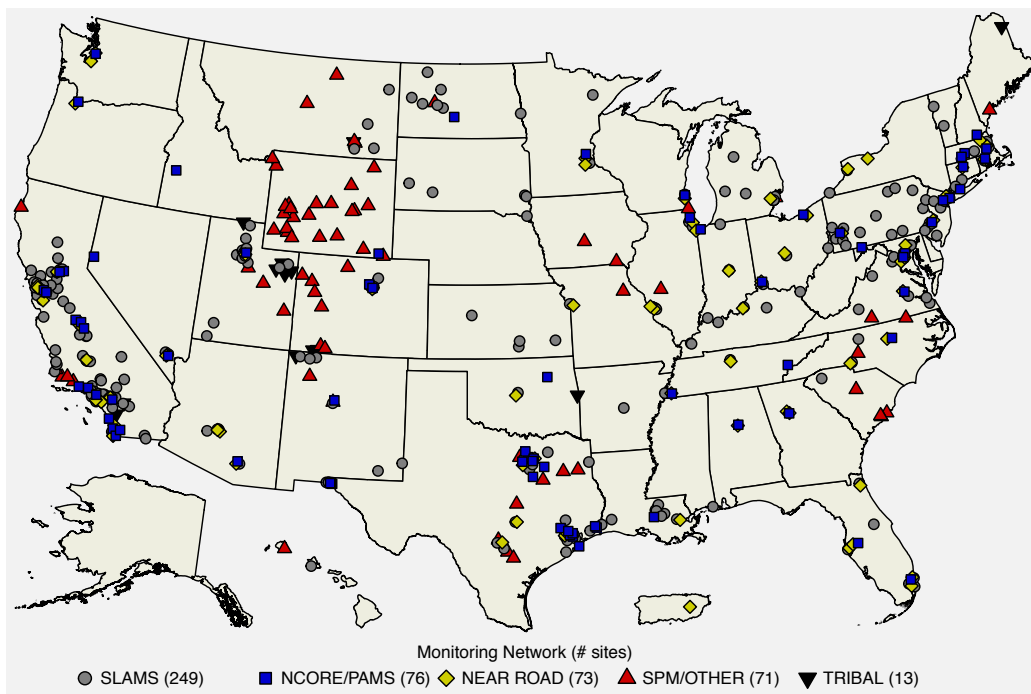 Monitoring Network (# sites)
SLAMS (249) NCORE/PAMS (76) NEAR ROAD (73) SPM/OTHER (71) TRIBAL (13)